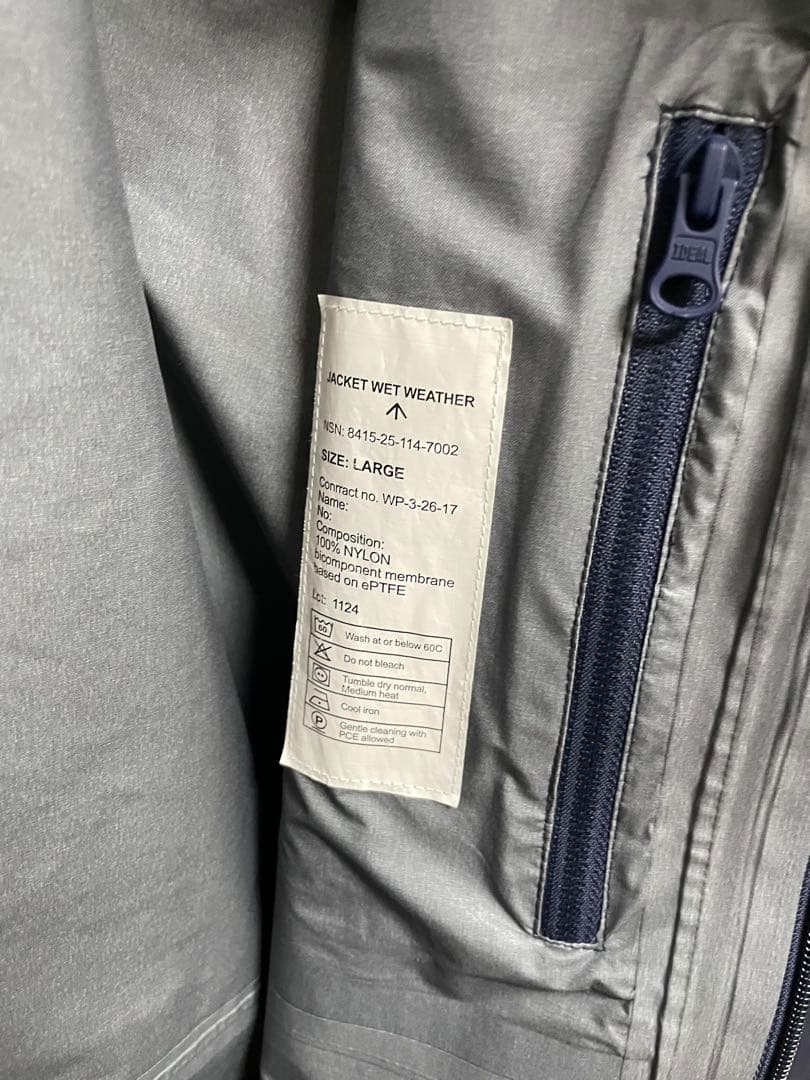 JACKET WET WEATHER
NSN: 8415-25-114-7002
SIZE: LARGE
Conrract no. WP-3-26-17
Name:
No:
Composition:
100% NYLON
bicomponent membrane
based on ePTFE
Lot: 1124
60 Wash at or below 60C
Do not bleach
Tumble dry normal,
Medium heat
Cool iron
P Gentle cleaning with
PCE allowed
IDEAL